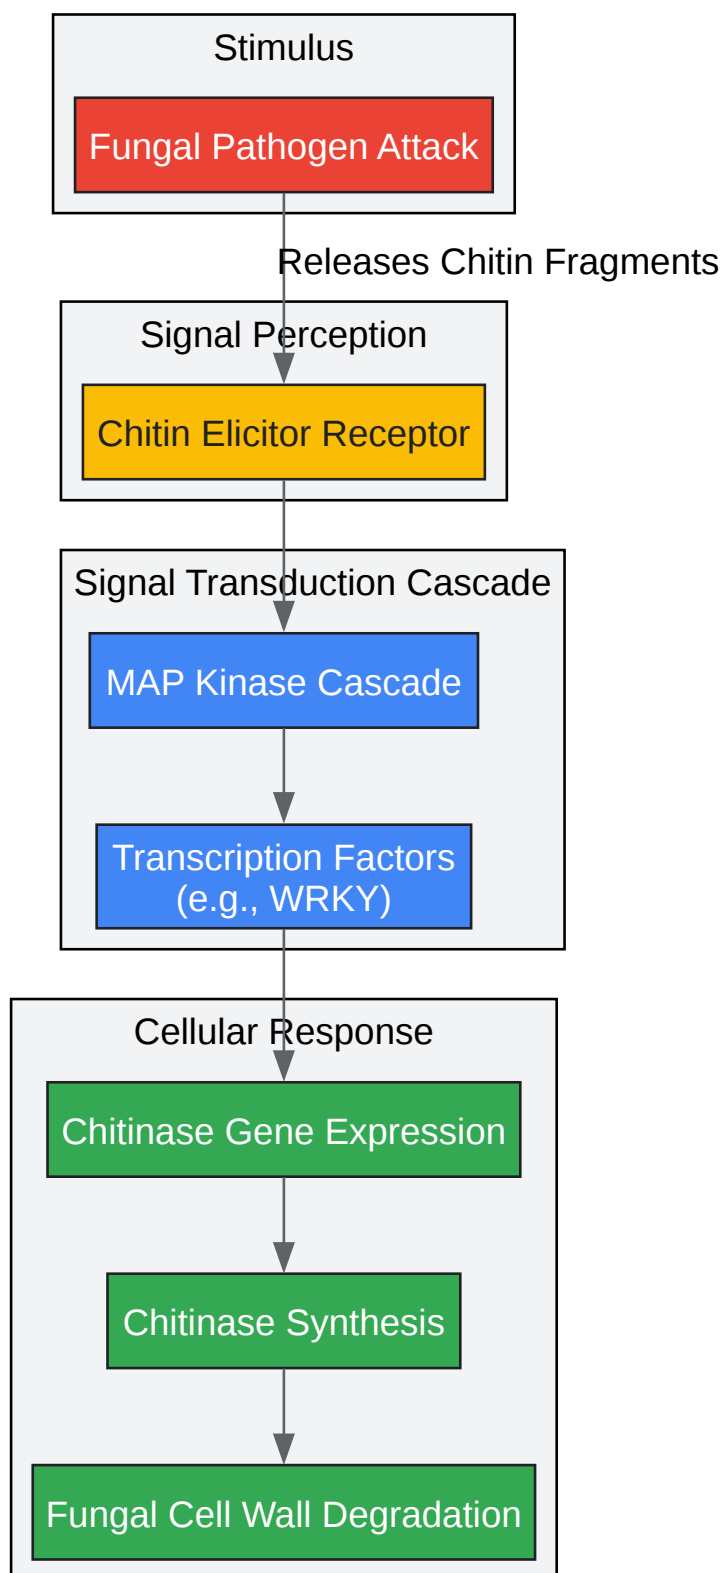 Stimulus
Fungal Pathogen Attack
Releases Chitin Fragments
Signal Perception
Chitin Elicitor Receptor
Signal Transduction Cascade
MAP Kinase Cascade
Transcription Factors
(e.g., WRKY)
Cellular Response
Chitinase Gene Expression
Chitinase Synthesis
Fungal Cell Wall Degradation